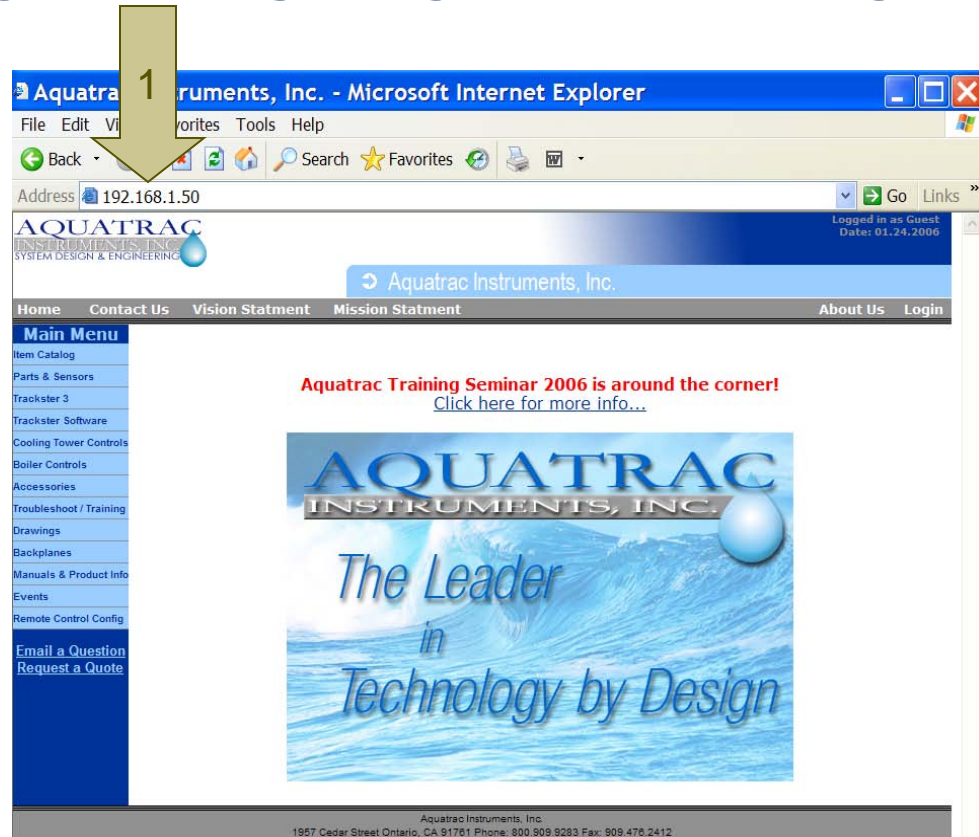 1
Aquatra ruments, Inc. - Microsoft Internet Explorer
File Edit Vi vorites Tools Help
Back Search Favorites
Address 192.168.1.50 Go Links »
AQUATRAC
INSTRUMENTS, INC.
SYSTEM DESIGN & ENGINEERING
Logged in as Guest
Date: 01.24.2006
Aquatrac Instruments, Inc.
Home Contact Us Vision Statment Mission Statment About Us Login
Main Menu
Item Catalog
Parts & Sensors
Trackster 3
Trackster Software
Cooling Tower Controls
Boiler Controls
Accessories
Troubleshoot / Training
Drawings
Backplanes
Manuals & Product Info
Events
Remote Control Config
Email a Question
Request a Quote
Aquatrac Training Seminar 2006 is around the corner!
Click here for more info...
AQUATRAC
INSTRUMENTS, INC.
The Leader
in
Technology by Design
Aquatrac Instruments, Inc.
1957 Cedar Street Ontario, CA 91761 Phone: 800.909.9283 Fax: 909.476.2412